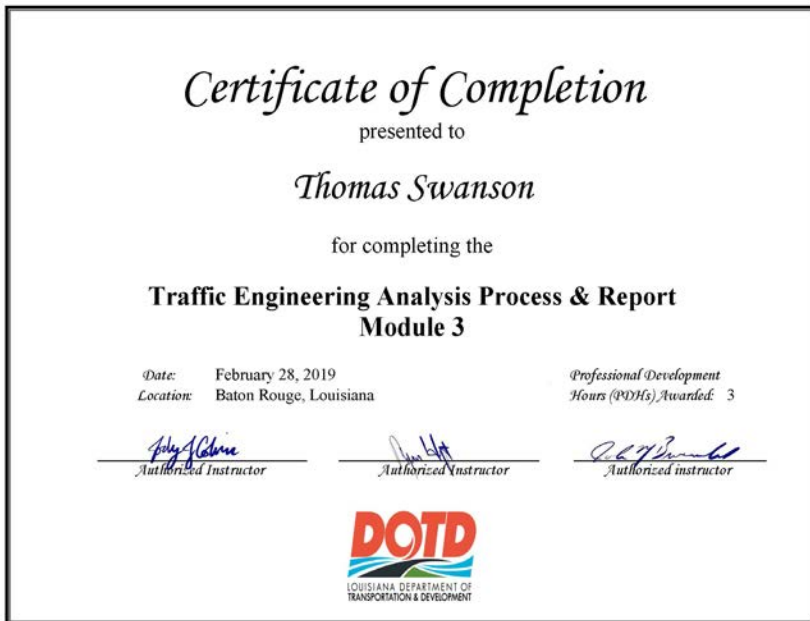 Certificate of Completion
presented to
Thomas Swanson
for completing the
Traffic Engineering Analysis Process & Report
Module 3
Date: February 28, 2019
Location: Baton Rouge, Louisiana
Professional Development
Hours (PDHs) Awarded: 3
Authorized Instructor
Authorized Instructor
Authorized instructor
DOTD
LOUISIANA DEPARTMENT OF
TRANSPORTATION & DEVELOPMENT